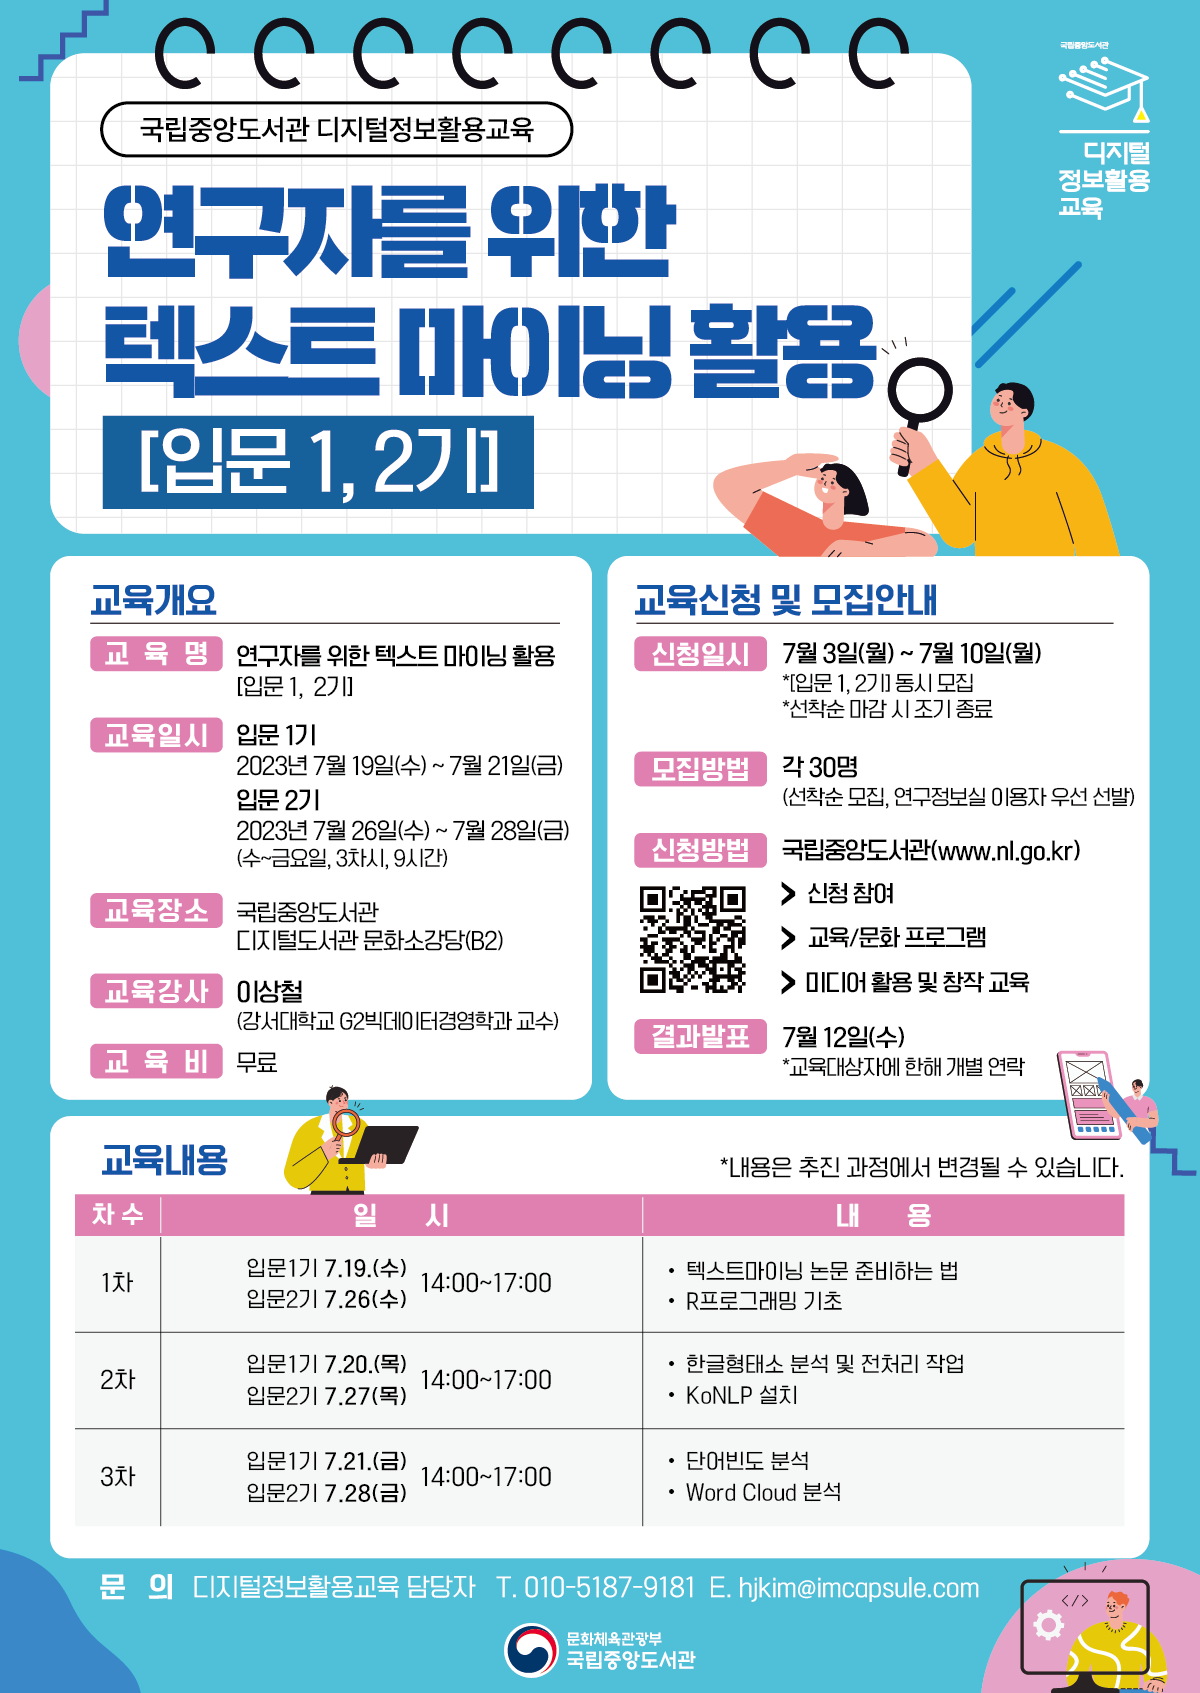 국립중앙도서관
디지털
정보활용
교육
국립중앙도서관 디지털정보활용교육
연구자를 위한
텍스트 마이닝 활용
[입문 1, 2기]
교육개요
교 육 명
연구자를 위한 텍스트 마이닝 활용
[입문 1, 2기]
교육일시
입문 1기
2023년 7월 19일(수) ~ 7월 21일(금)
입문 2기
2023년 7월 26일(수) ~ 7월 28일(금)
(수~금요일, 3차시, 9시간)
교육장소
국립중앙도서관
디지털도서관 문화소강당(B2)
교육강사
이상철
(강서대학교 G2빅데이터경영학과 교수)
교 육 비
무료
교육신청 및 모집안내
신청일시
7월 3일(월) ~ 7월 10일(월)
*[입문 1, 2기] 동시 모집
*선착순 마감 시 조기 종료
모집방법
각 30명
(선착순 모집, 연구정보실 이용자 우선 선발)
신청방법
국립중앙도서관(www.nl.go.kr)
> 신청 참여
> 교육/문화 프로그램
> 미디어 활용 및 창작 교육
결과발표
7월 12일(수)
*교육대상자에 한해 개별 연락
교육내용
*내용은 추진 과정에서 변경될 수 있습니다.
차 수 일 시 내 용
1차
입문1기 7.19.(수)
입문2기 7.26(수)
14:00~17:00
• 텍스트마이닝 논문 준비하는 법
• R프로그래밍 기초
2차
입문1기 7.20.(목)
입문2기 7.27(목)
14:00~17:00
• 한글형태소 분석 및 전처리 작업
• KoNLP 설치
3차
입문1기 7.21.(금)
입문2기 7.28(금)
14:00~17:00
• 단어빈도 분석
• Word Cloud 분석
문 의 디지털정보활용교육 담당자 T. 010-5187-9181 E. hjkim@imcapsule.com
</>
문화체육관광부
국립중앙도서관